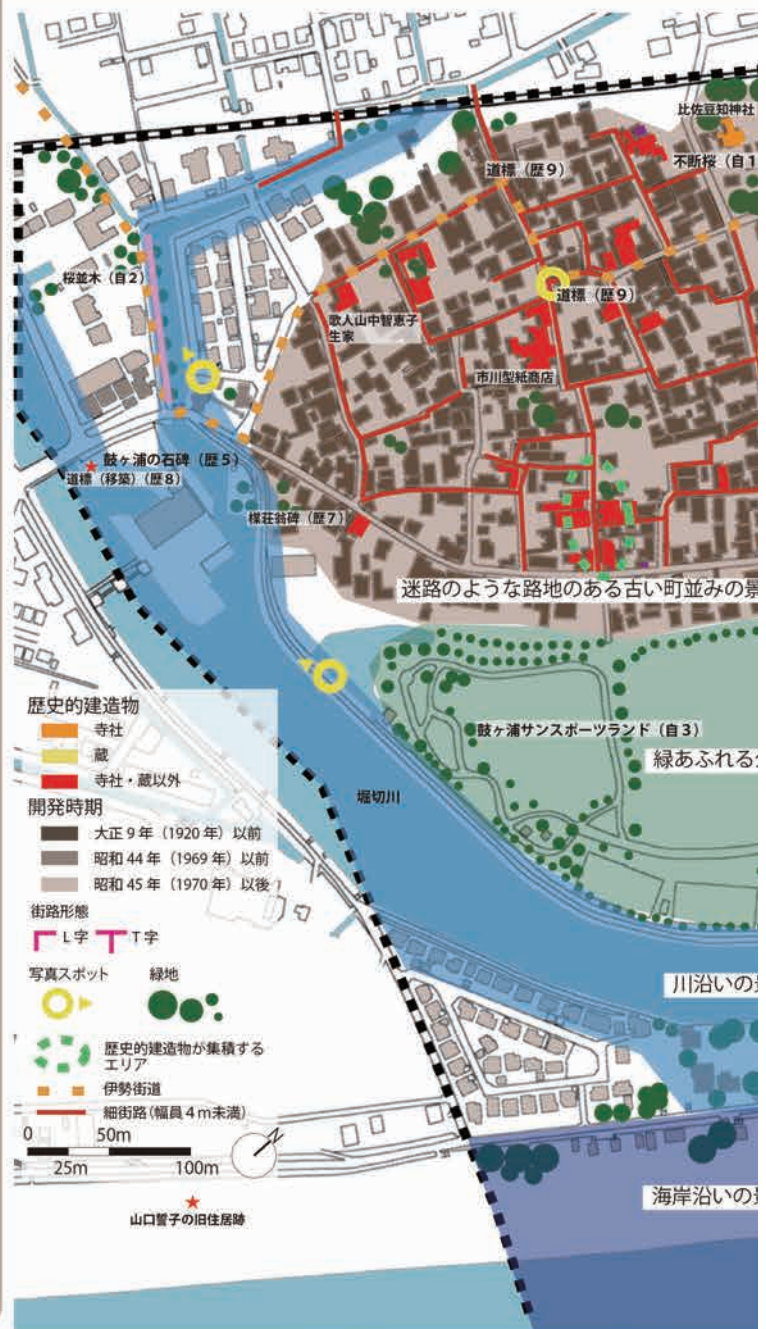 比佐豆知神社
不断桜（自1
道標（歴9）
桜並木（自2）
道標（歴9）
歌人山中智恵子
生家
市川型紙商店
鼓ヶ浦の石碑（歴5）
道標（移築）（歴8）
楳荘翁碑（歴7）
迷路のような路地のある古い町並みの景
鼓ヶ浦サンスポーツランド（自3）
緑あふれる公
堀切川
川沿いの景
海岸沿いの景
歴史的建造物
寺社
蔵
寺社・蔵以外
開発時期
大正9年（1920年）以前
昭和44年（1969年）以前
昭和45年（1970年）以後
街路形態
L字 T字
写真スポット 緑地
歴史的建造物が集積する
エリア
伊勢街道
細街路（幅員4m未満）
0 50m
25m 100m
N
山口誓子の旧住居跡